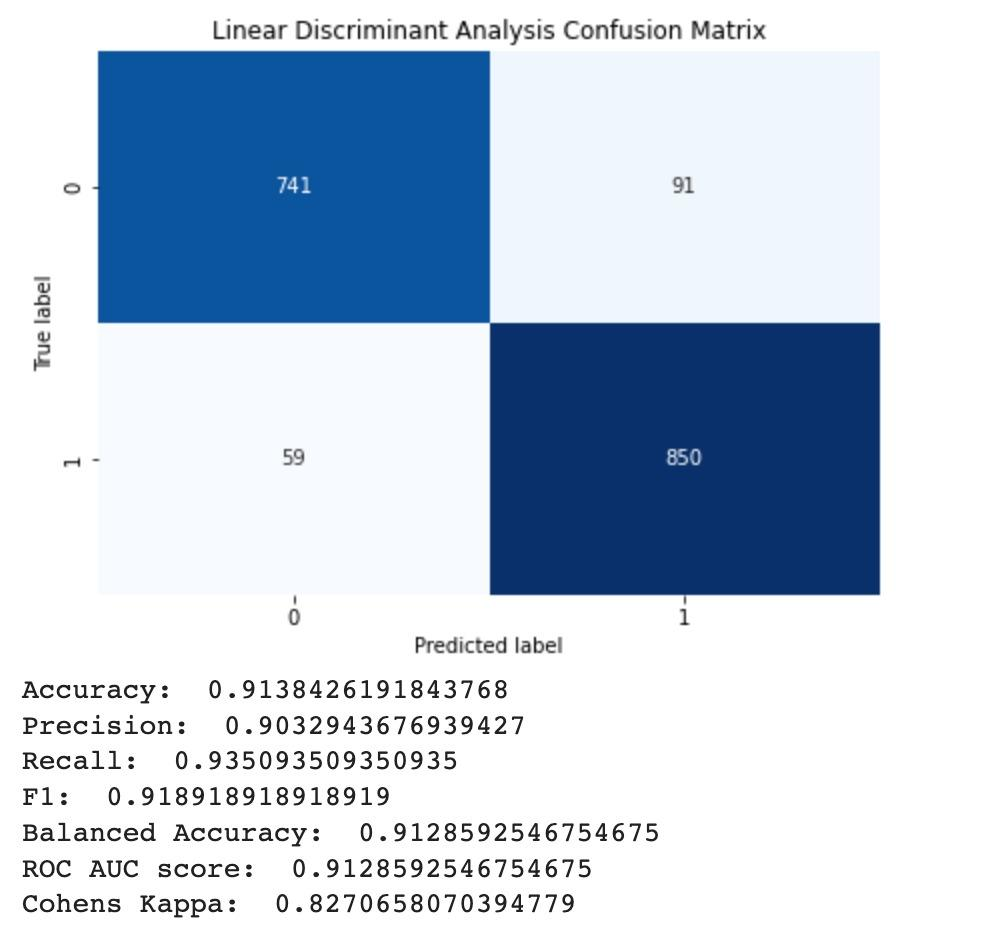 Linear Discriminant Analysis Confusion Matrix
741 91
0
True label
59 850
1
0 1
Predicted label
Accuracy: 0.9138426191843768
Precision: 0.9032943676939427
Recall: 0.935093509350935
F1: 0.918918918918919
Balanced Accuracy: 0.9128592546754675
ROC AUC score: 0.9128592546754675
Cohens Kappa: 0.8270658070394779